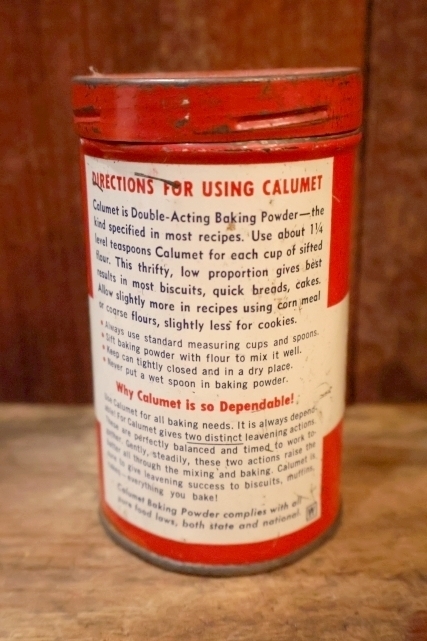 DIRECTIONS FOR USING CALUMET
Calumet is Double-Acting Baking Powder—the
kind specified in most recipes. Use about 1¼
level teaspoons Calumet for each cup of sifted
flour. This thrifty, low proportion gives best
results in most biscuits, quick breads, cakes.
Allow slightly more in recipes using corn meal
or coarse flours, slightly less for cookies.
• Always use standard measuring cups and spoons.
• Sift baking powder with flour to mix it well.
• Keep can tightly closed and in a dry place.
• Never put a wet spoon in baking powder.
Why Calumet is so Dependable!
Use Calumet for all baking needs. It is always depend-
able! For Calumet gives two distinct leavening actions.
These are perfectly balanced and timed to work to-
gether. Gently, steadily, these two actions raise the
batter all through the mixing and baking. Calumet is
to give leavening success to biscuits, muffins,
everything you bake!
Calumet Baking Powder complies with all
pure food laws, both state and national.